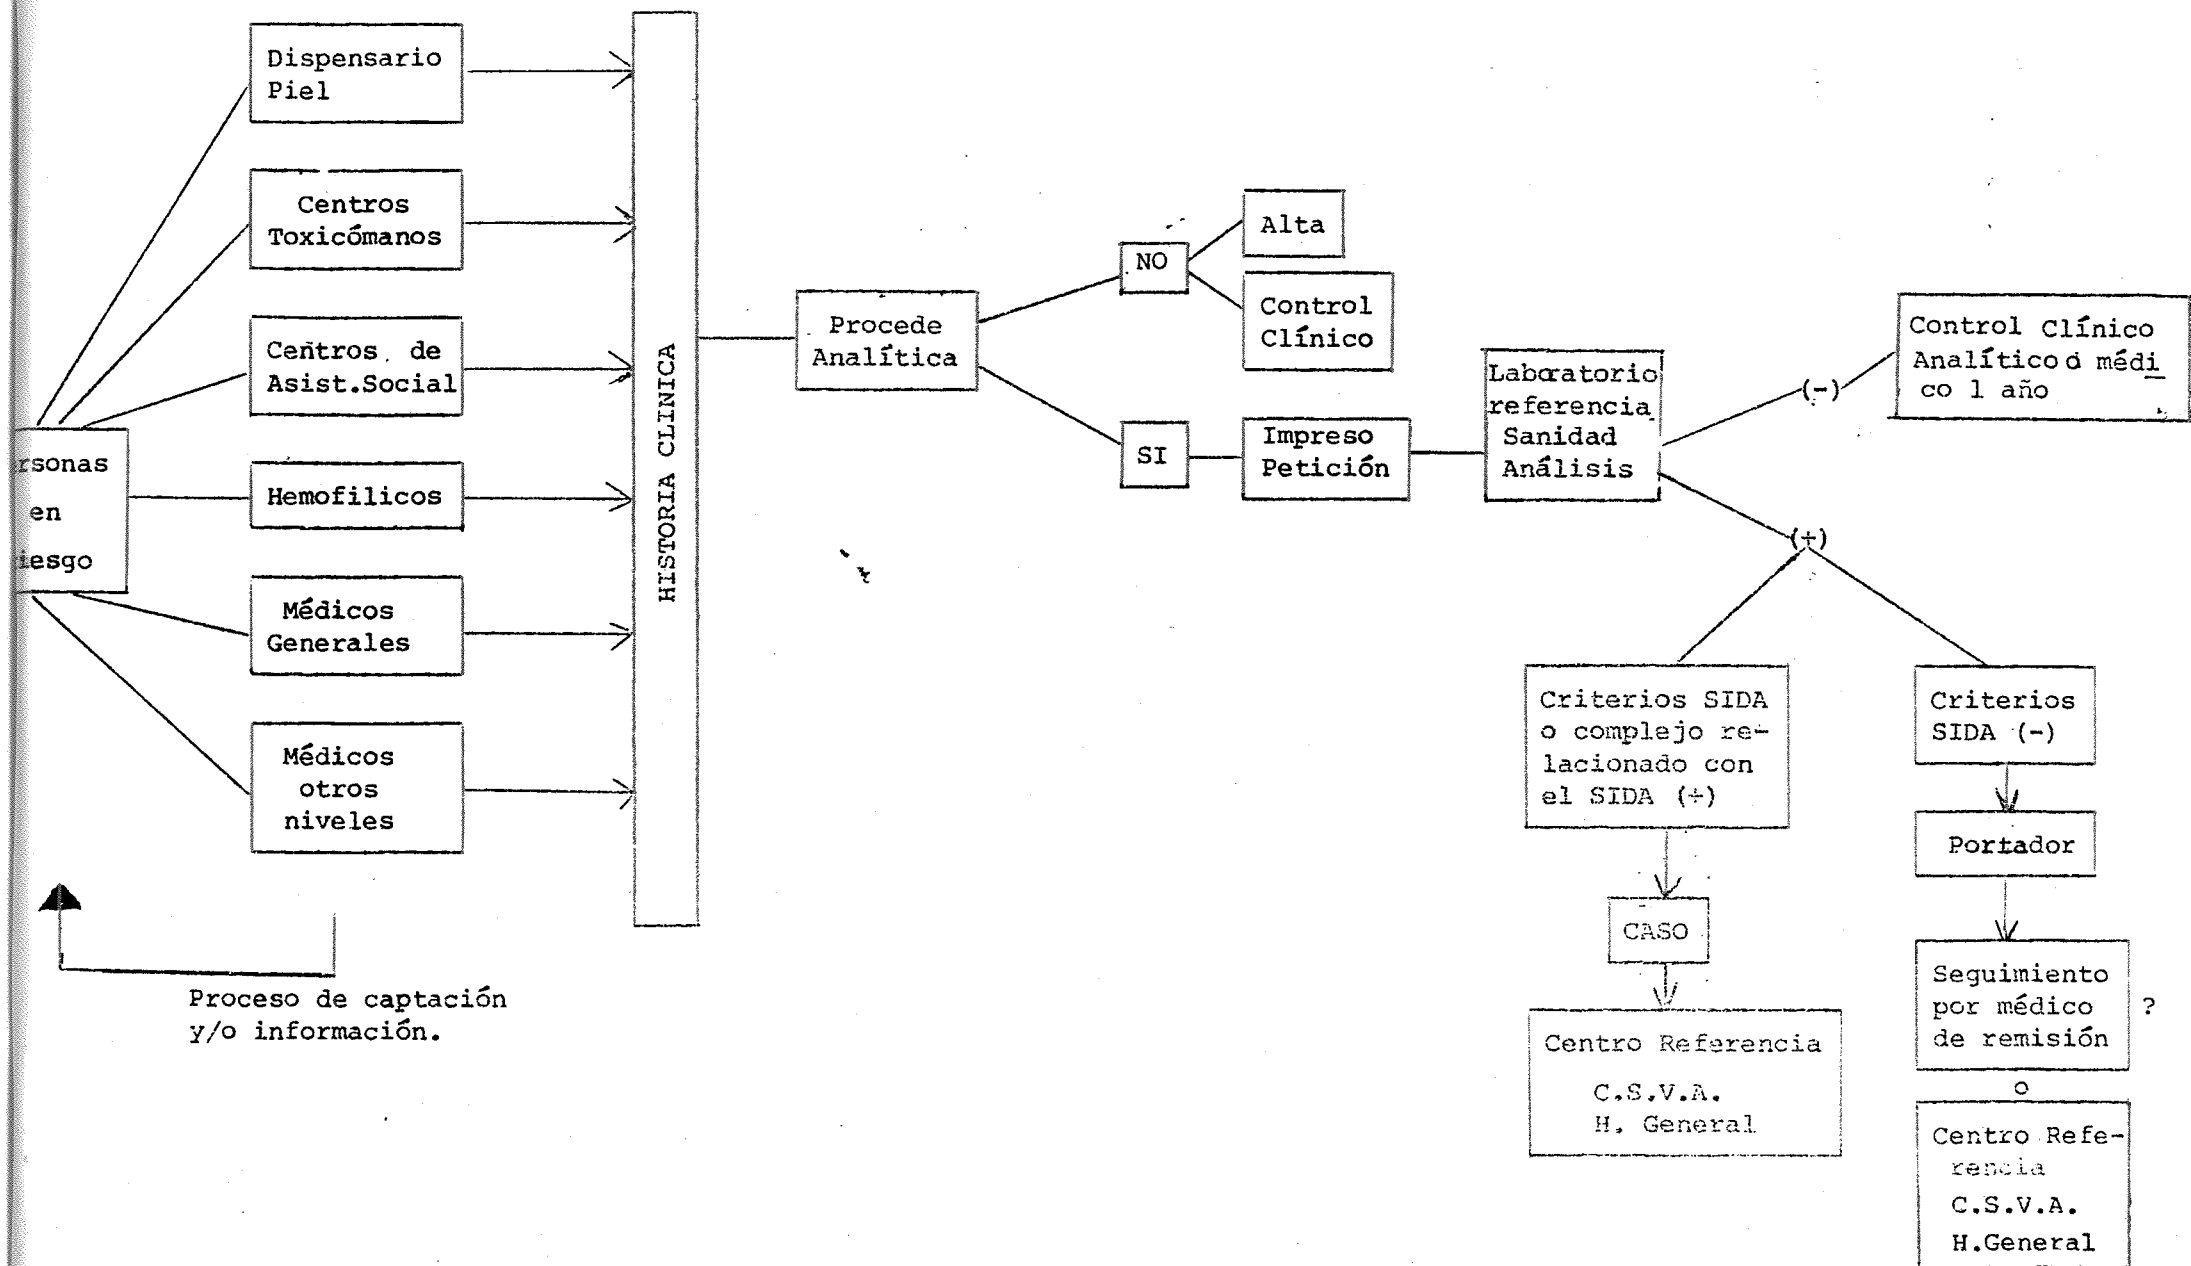 Dispensario
Piel
Centros
Toxicómanos
Centros de
Asist.Social
rsonas
en
iesgo
Hemofilicos
Médicos
Generales
Médicos
otros
niveles
Proceso de captación
y/o información.
HISTORIA CLINICA
Procede
Analítica
NO
Alta
Control
Clínico
SI
Impreso
Petición
Laboratorio
referencia
Sanidad
Análisis
(-)
Control Clínico
Analítico ó médi
co 1 año
(+)
Criterios SIDA
o complejo re-
lacionado con
el SIDA (+)
CASO
Centro Referencia
C.S.V.A.
H. General
Criterios
SIDA (-)
Portador
Seguimiento
por médico ?
de remisión
o
Centro Refe-
rencia
C.S.V.A.
H.General